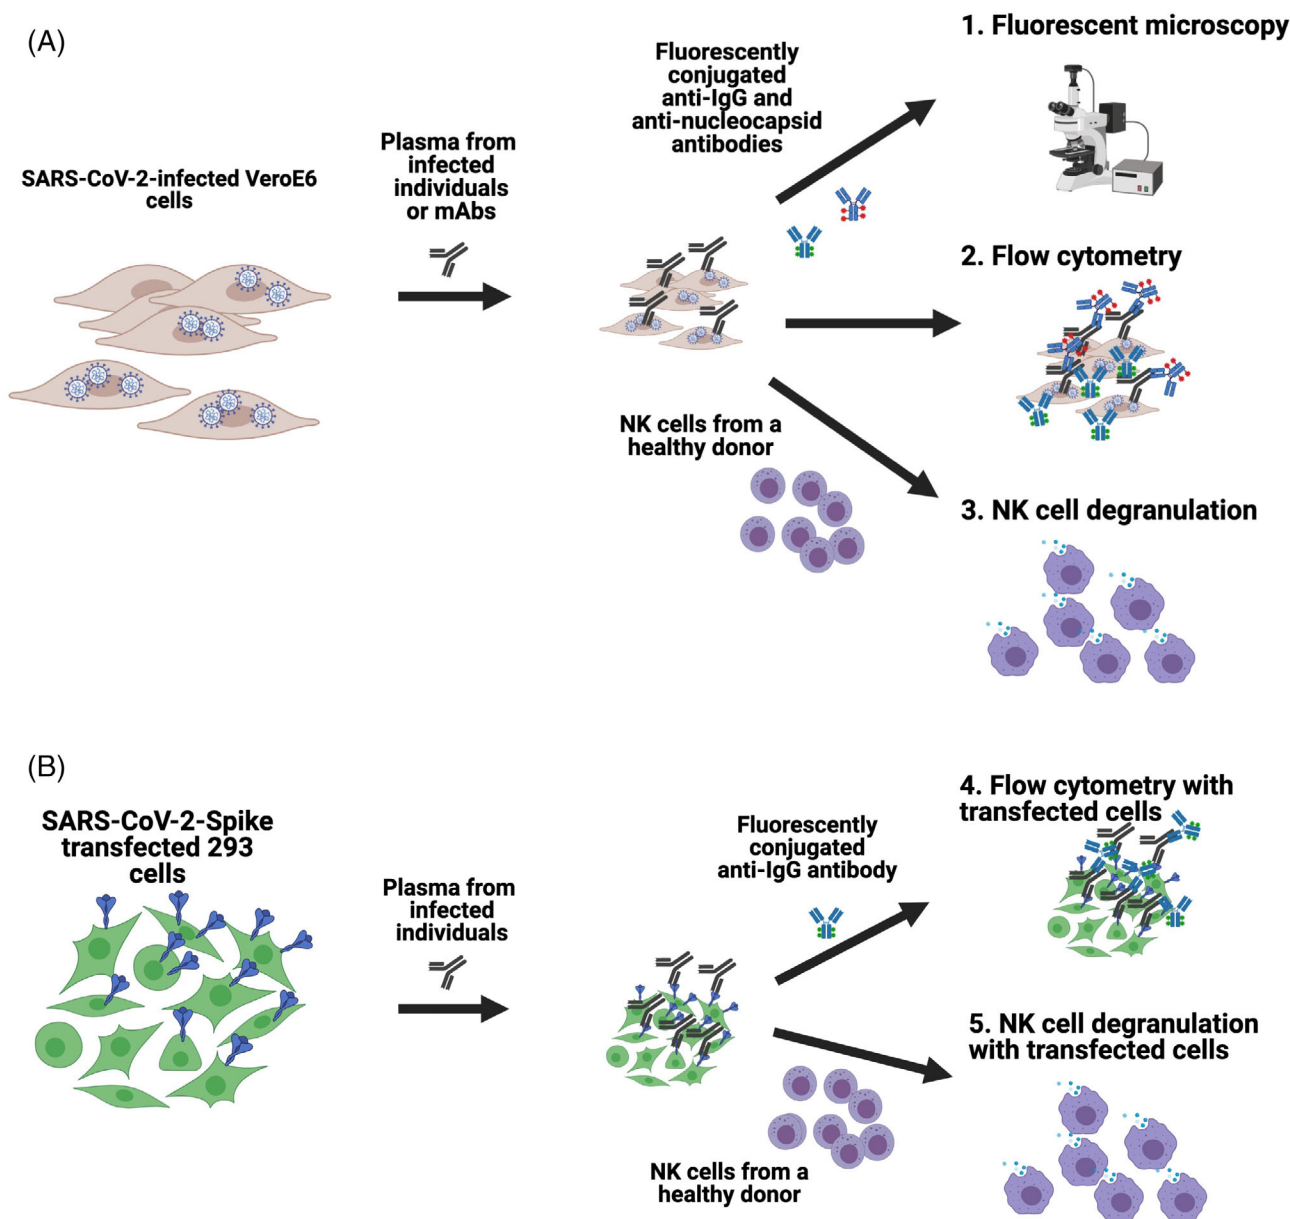 (A)
SARS-CoV-2-infected VeroE6
cells
Plasma from
infected
individuals
or mAbs
Fluorescently
conjugated
anti-IgG and
anti-nucleocapsid
antibodies
1. Fluorescent microscopy
2. Flow cytometry
NK cells from a
healthy donor
3. NK cell degranulation
(B)
SARS-CoV-2-Spike
transfected 293
cells
Plasma from
infected
individuals
Fluorescently
conjugated
anti-IgG antibody
4. Flow cytometry with
transfected cells
NK cells from a
healthy donor
5. NK cell degranulation
with transfected cells